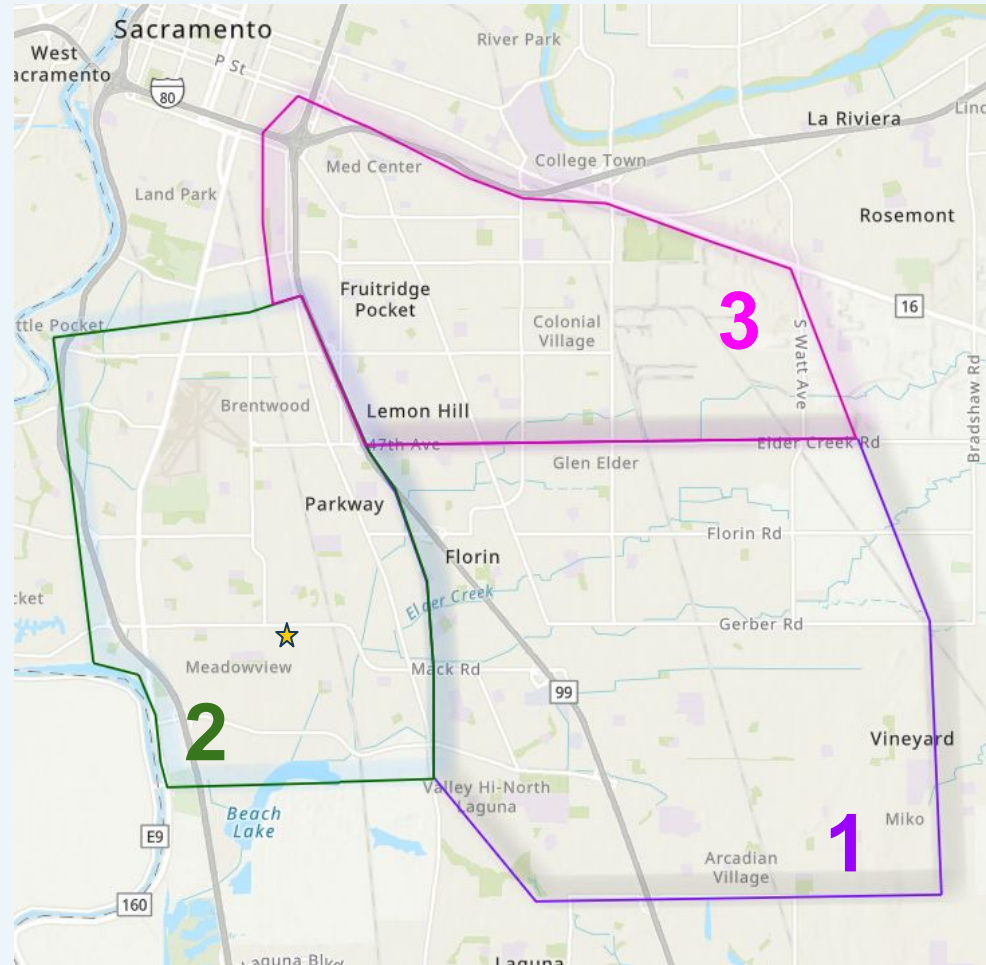 Sacramento
West
acramento
P St
80
River Park
La Riviera
Med Center
College Town
Land Park
Rosemont
Fruitridge
Pocket
16
3
ttle Pocket
Colonial
Village
S Watt Ave
Bradshaw Rd
Brentwood
Lemon Hill
47th Ave
Elder Creek Rd
Glen Elder
Parkway
Florin Rd
Florin
Elder Creek
cket
Gerber Rd
Meadowview
Mack Rd
99
2
Vineyard
Valley Hi-North
Laguna
Beach
Lake
Miko
1
E9
Arcadian
Village
160
Laguna